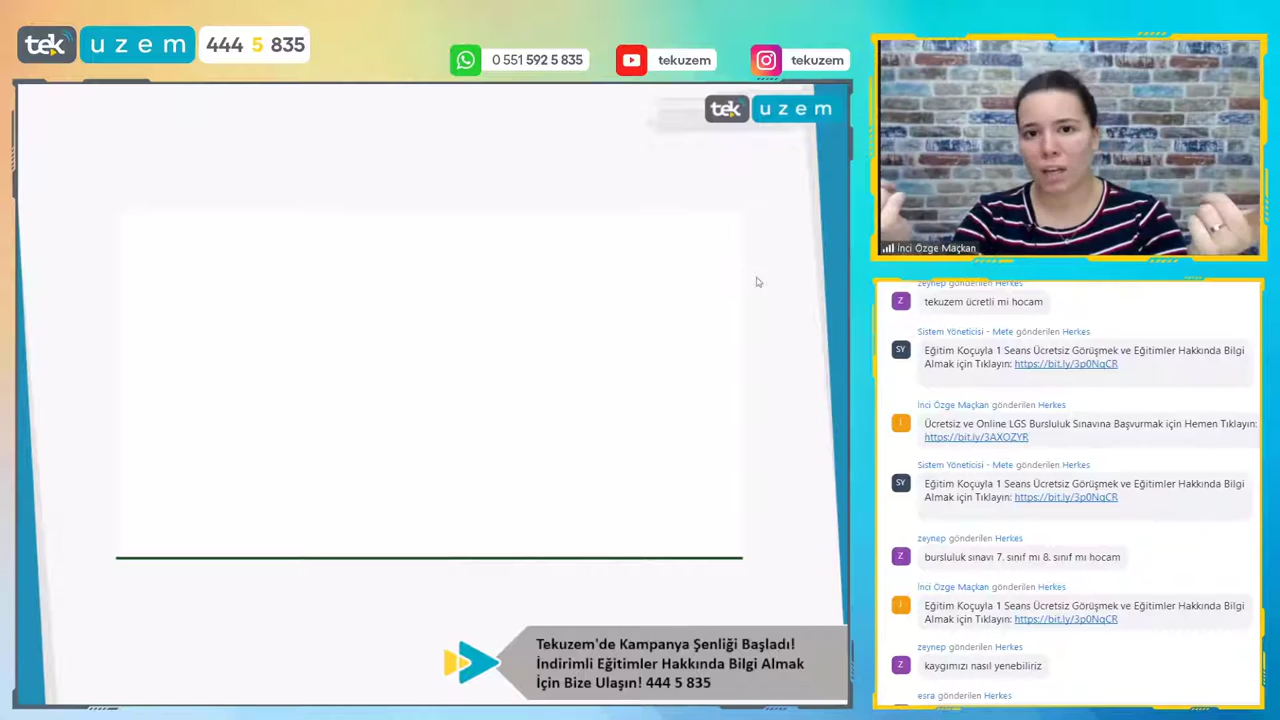 tek uzem 444 5 835
0 551 592 5 835
tekuzem
tekuzem
tek uzem
İnci Özge Maçkan
zeynep gönderilen Herkes
Z
tekuzem ücretli mi hocam
Sistem Yöneticisi - Mete gönderilen Herkes
SY
Eğitim Koçuyla 1 Seans Ücretsiz Görüşmek ve Eğitimler Hakkında Bilgi
Almak için Tıklayın: https://bit.ly/3p0NqCR
İnci Özge Maçkan gönderilen Herkes
İ
Ücretsiz ve Online LGS Bursluluk Sınavına Başvurmak için Hemen Tıklayın:
https://bit.ly/3AXOZYR
Sistem Yöneticisi - Mete gönderilen Herkes
SY
Eğitim Koçuyla 1 Seans Ücretsiz Görüşmek ve Eğitimler Hakkında Bilgi
Almak için Tıklayın: https://bit.ly/3p0NqCR
zeynep gönderilen Herkes
Z
bursluluk sınavı 7. sınıf mı 8. sınıf mı hocam
İnci Özge Maçkan gönderilen Herkes
İ
Eğitim Koçuyla 1 Seans Ücretsiz Görüşmek ve Eğitimler Hakkında Bilgi
Almak için Tıklayın: https://bit.ly/3p0NqCR
zeynep gönderilen Herkes
Z
kaygımızı nasıl yenebiliriz
esra gönderilen Herkes
Tekuzem'de Kampanya Şenliği Başladı!
İndirimli Eğitimler Hakkında Bilgi Almak
İçin Bize Ulaşın! 444 5 835